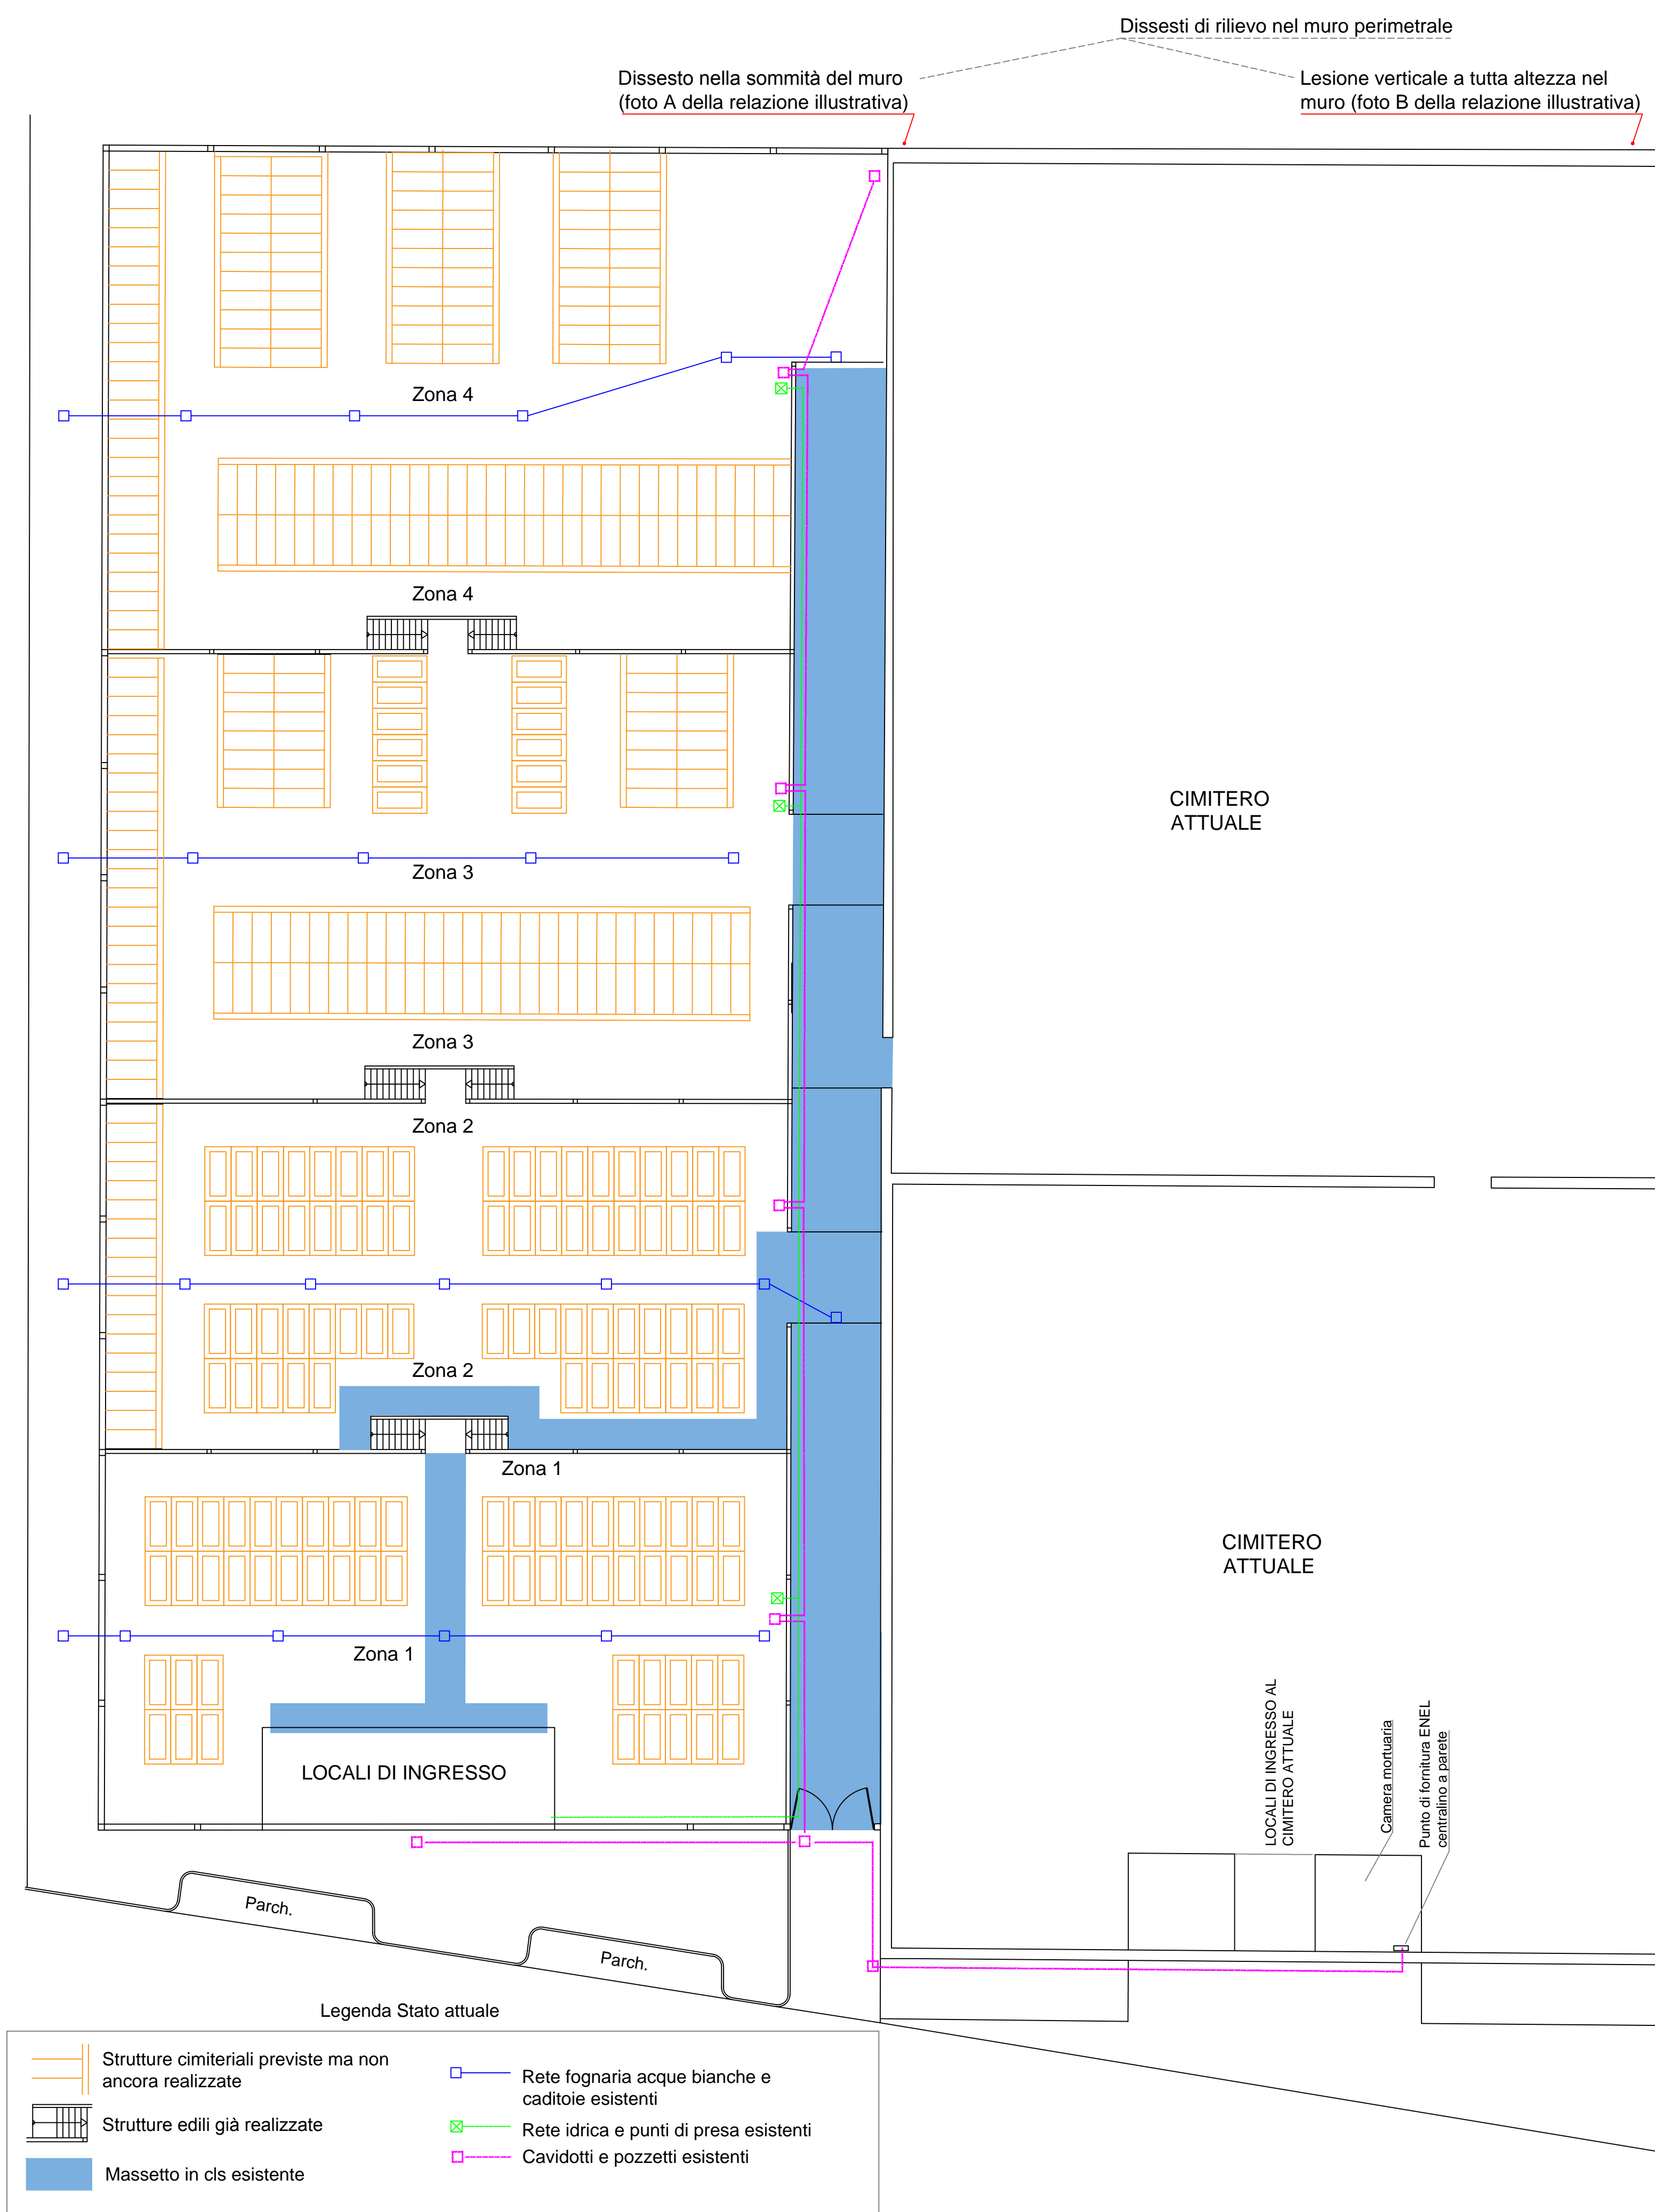 Dissesti di rilievo nel muro perimetrale
Dissesto nella sommità del muro
(foto A della relazione illustrativa)
Lesione verticale a tutta altezza nel
muro (foto B della relazione illustrativa)
Zona 4
Zona 4
CIMITERO
ATTUALE
Zona 3
Zona 3
Zona 2
Zona 2
Zona 1
CIMITERO
ATTUALE
Zona 1
LOCALI DI INGRESSO
LOCALI DI INGRESSO AL
CIMITERO ATTUALE
Camera mortuaria
Punto di fornitura ENEL
centralino a parete
Parch.
Parch.
Legenda Stato attuale
Strutture cimiteriali previste ma non
ancora realizzate
Strutture edili già realizzate
Massetto in cls esistente
Rete fognaria acque bianche e
caditoie esistenti
Rete idrica e punti di presa esistenti
Cavidotti e pozzetti esistenti